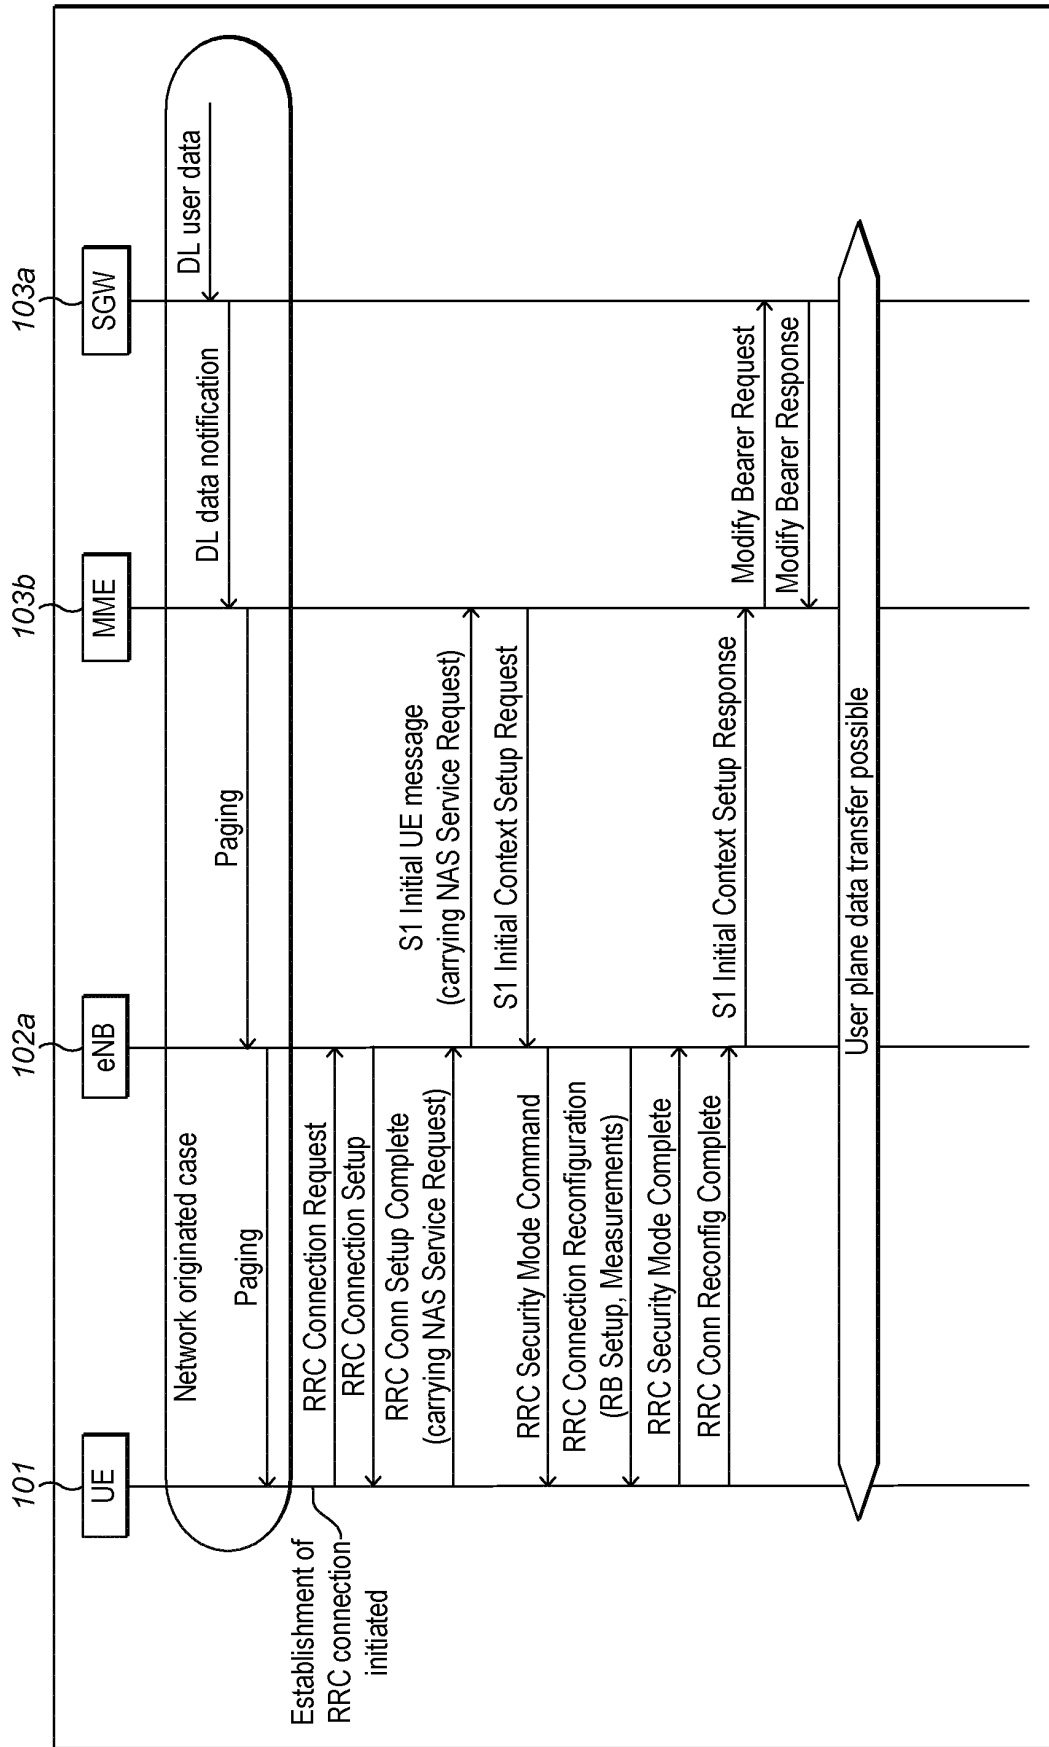 101
102a
103b
103a
UE
eNB
MME
SGW
Network originated case
DL user data
DL data notification
Paging
Paging
Establishment of
RRC connection
initiated
RRC Connection Request
RRC Connection Setup
RRC Conn Setup Complete
(carrying NAS Service Request)
S1 Initial UE message
(carrying NAS Service Request)
S1 Initial Context Setup Request
RRC Security Mode Command
RRC Connection Reconfiguration
(RB Setup, Measurements)
RRC Security Mode Complete
RRC Conn Reconfig Complete
S1 Initial Context Setup Response
Modify Bearer Request
Modify Bearer Response
User plane data transfer possible